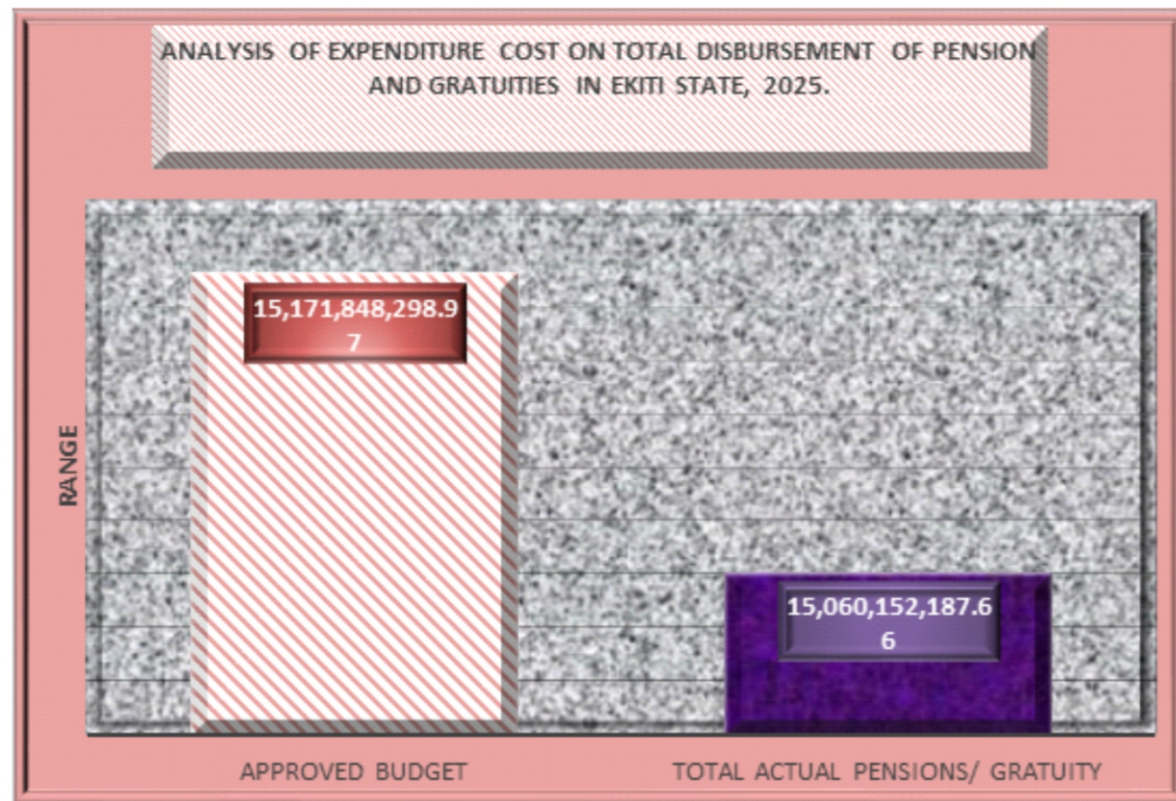 ANALYSIS OF EXPENDITURE COST ON TOTAL DISBURSEMENT OF PENSION
AND GRATUITIES IN EKITI STATE, 2025.
15,171,848,298.9
7
15,060,152,187.6
6
RANGE
APPROVED BUDGET
TOTAL ACTUAL PENSIONS/ GRATUITY